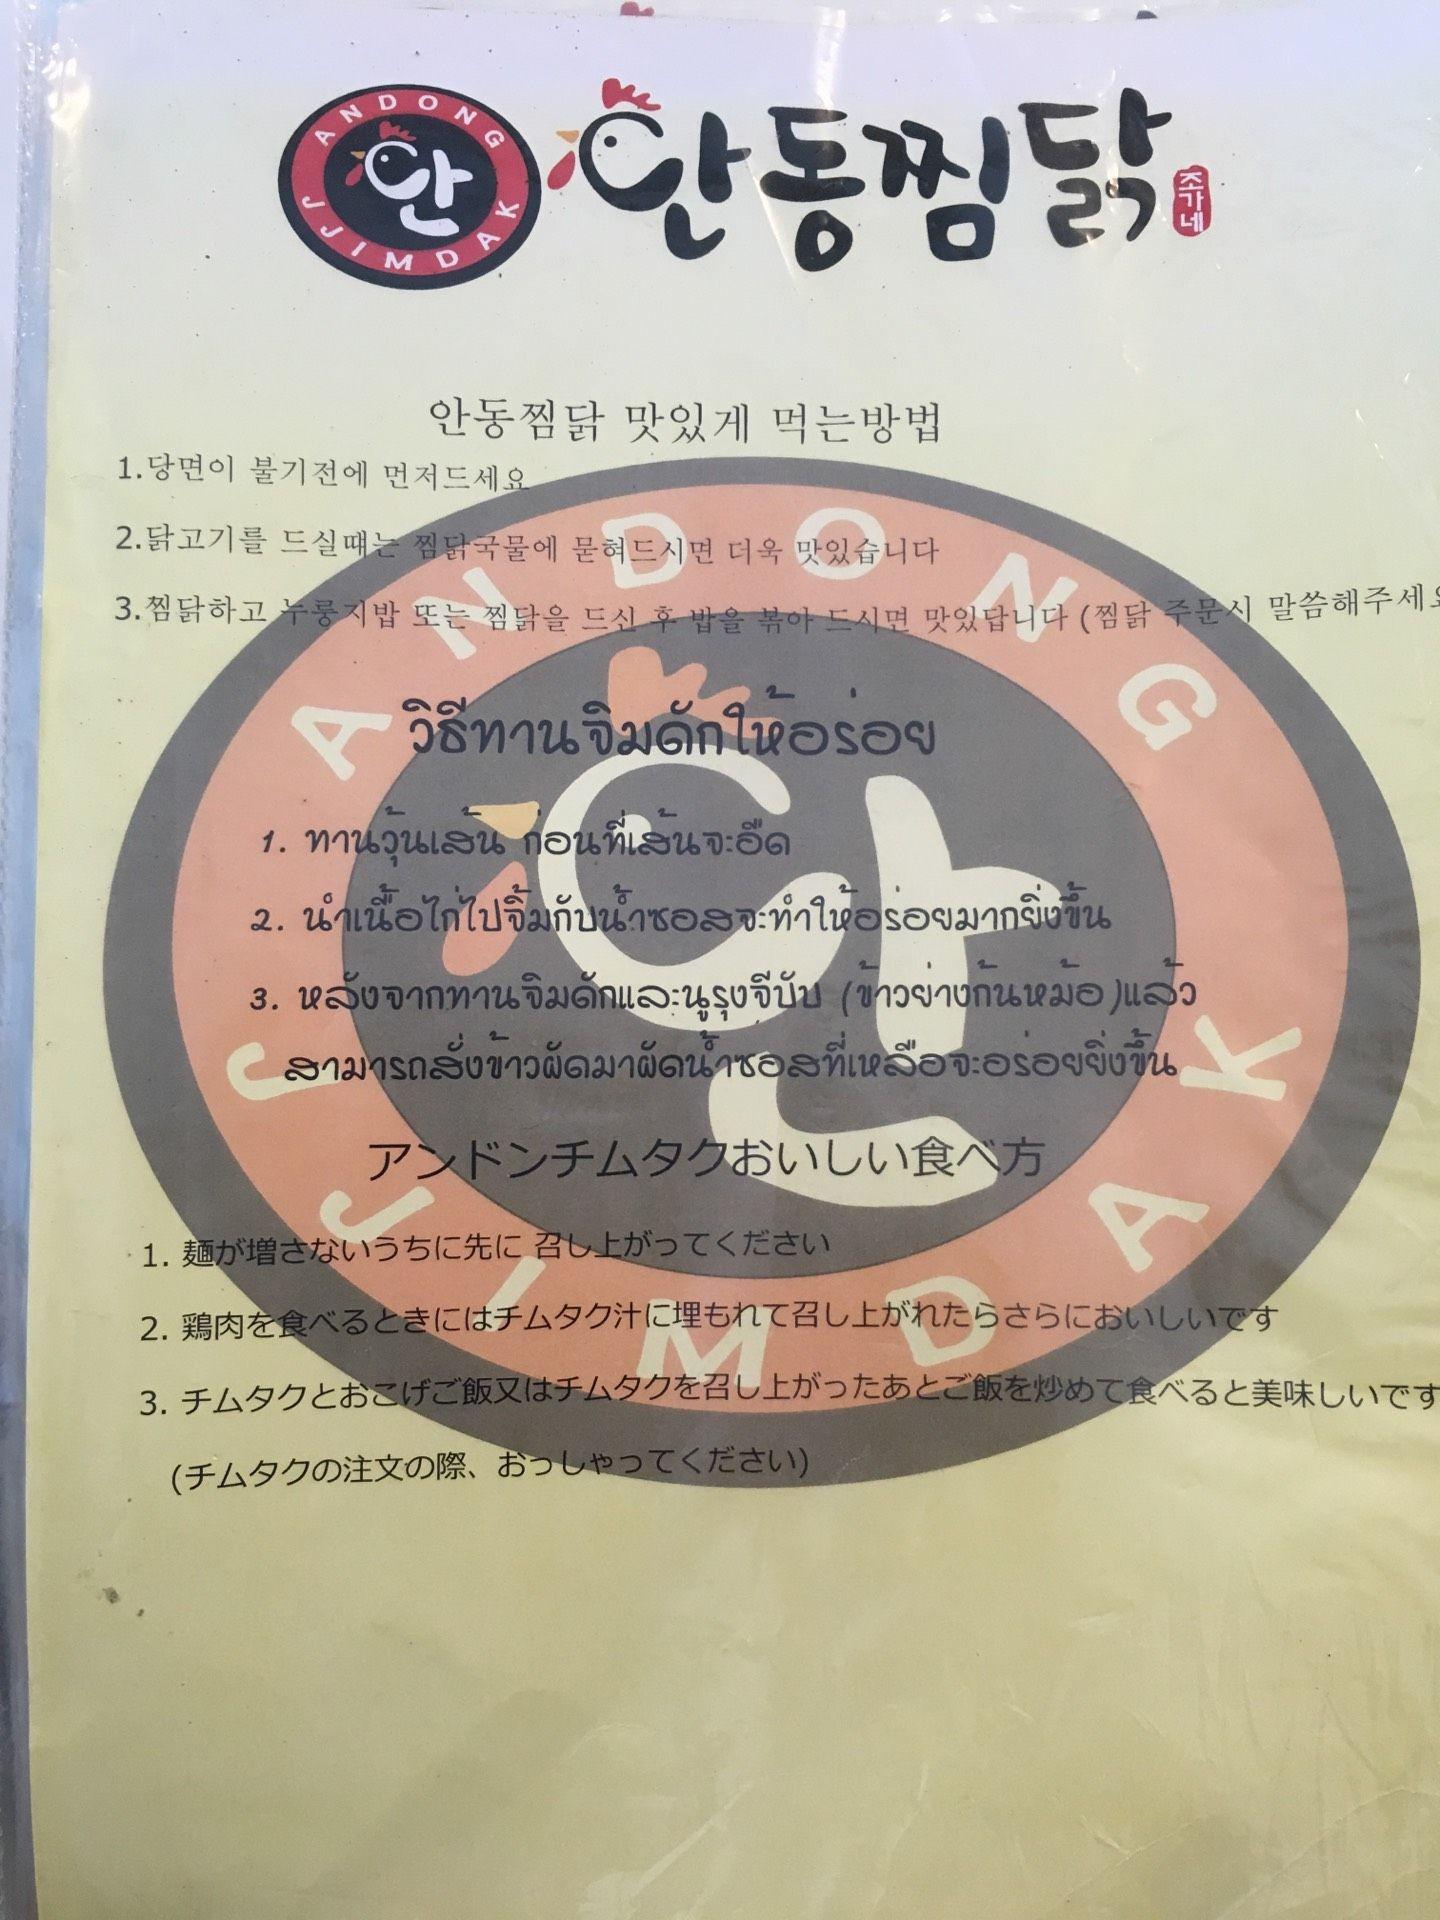 ANDONG
안
JJIMDAK
안동찜닭
조가네
안동찜닭 맛있게 먹는방법
1.당면이 불기전에 먼저드세요
2.닭고기를 드실때는 찜닭국물에 묻혀드시면 더욱 맛있습니다
3.찜닭하고 누룽지밥 또는 찜닭을 드신 후 밥을 볶아 드시면 맛있답니다 (찜닭 주문시 말씀해주세요
วิธีทานจิมดักให้อร่อย
1. ทานวุ้นเส้น ก่อนที่เส้นจะอืด
2. นำเนื้อไก่ไปจิ้มกับน้ำซอสจะทำให้อร่อยมากยิ่งขึ้น
3. หลังจากทานจิมดักและนูรุงจีบับ (ข้าวย่างก้นหม้อ)แล้ว
สามารถสั่งข้าวผัดมาผัดน้ำซอสที่เหลือจะอร่อยยิ่งขึ้น
アンドンチムタクおいしい食べ方
1. 麺が増さないうちに先に 召し上がってください
2. 鶏肉を食べるときにはチムタク汁に埋もれて召し上がれたらさらにおいしいです
3. チムタクとおこげご飯又はチムタクを召し上がったあとご飯を炒めて食べると美味しいです
(チムタクの注文の際、おっしゃってください)
ANDONG
안
JJIMDAK